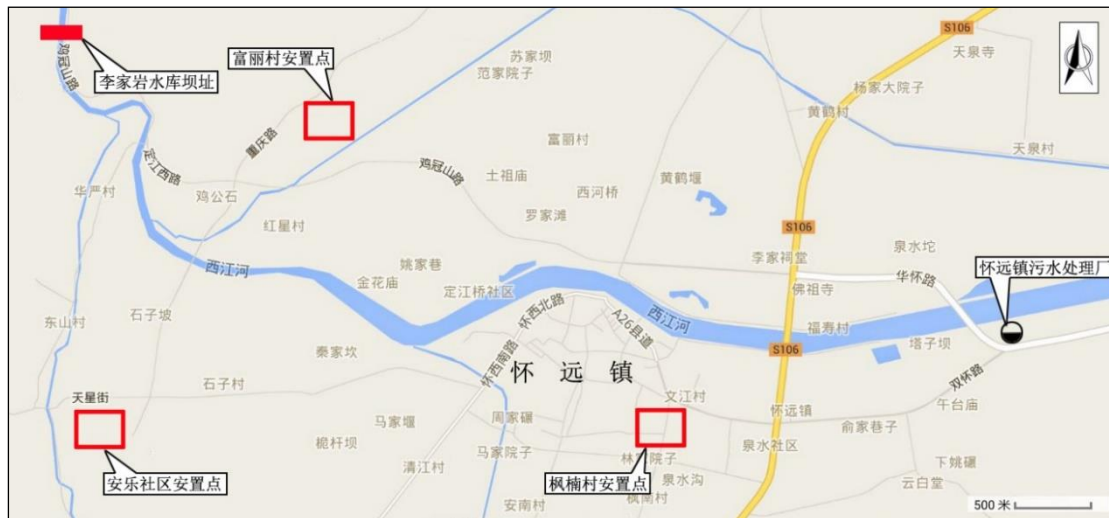 S106
天泉寺
苏家坝
富丽村安置点
范家院子
鸡冠山路
李家岩水库坝址
杨家大院子
黄鹤村
富丽村
天泉村
重庆路
定江西路
鸡冠山路
土祖庙
西河桥
黄鹤堰
华严村
鸡公石
罗家滩
红星村
S106
泉水坨
李家祠堂
姚家巷
西江河
金花庙
定江桥社区
华怀路
怀远镇污水处理厂
佛祖寺
怀西北路
A26县道
西江河
福寿村
东山村
石子坡
秦家坎
S106
塔子坝
怀西南路
怀远镇
双怀路
石子村
天星街
文江村
午台庙
马家堰
周家碾
怀远镇
俞家巷子
桅杆坝
马家院子
泉水社区
清江村
下姚碾
安乐社区安置点
枫楠村安置点
泉水沟
云白堂
安南村
枫南村
500 米